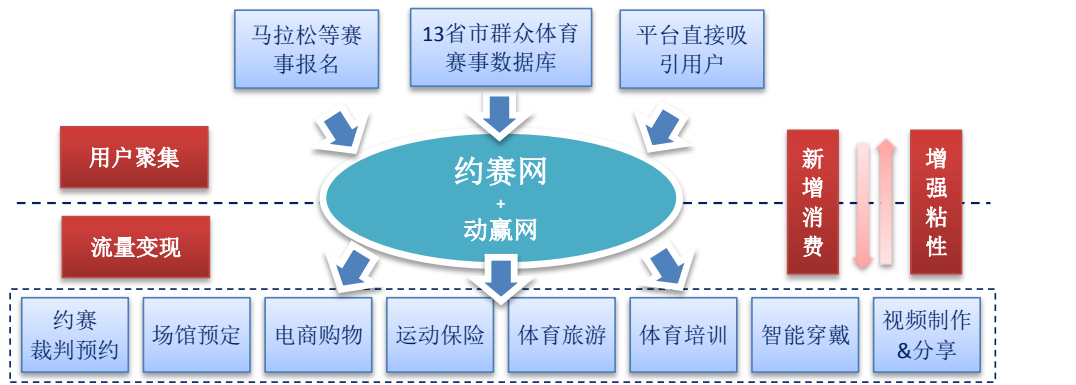 马拉松等赛
事报名
13省市群众体育
赛事数据库
平台直接吸
引用户
用户聚集
约赛网
+
动赢网
流量变现
新增消费
增强粘性
约赛
裁判预约
场馆预定
电商购物
运动保险
体育旅游
体育培训
智能穿戴
视频制作
&分享